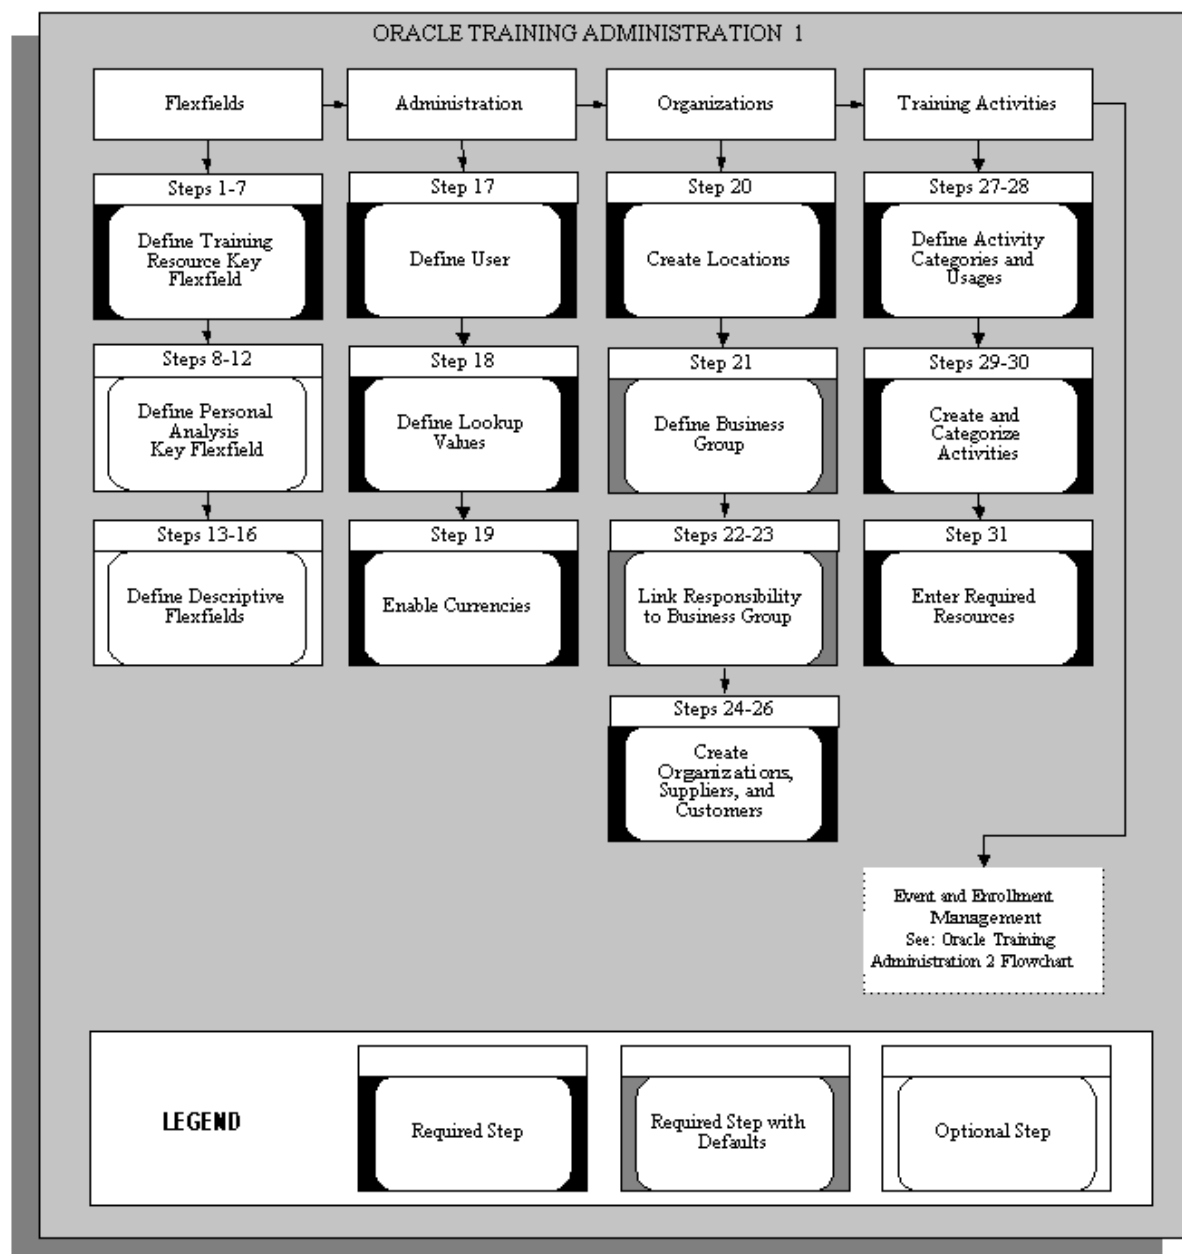 ORACLE TRAINING ADMINISTRATION 1
Flexfields
Administration
Organizations
Training Activities
Steps 1-7
Define Training
Resource Key
Flexfield
Steps 8-12
Define Personal
Analysis
Key Flexfield
Steps 13-16
Define Descriptive
Flexfields
Step 17
Define User
Step 18
Define Lookup
Values
Step 19
Enable Currencies
Step 20
Create Locations
Step 21
Define Business
Group
Steps 22-23
Link Responsibility
to Business Group
Steps 24-26
Create
Organizations,
Suppliers, and
Customers
Steps 27-28
Define Activity
Categories and
Usages
Steps 29-30
Create and
Categorize
Activities
Step 31
Enter Required
Resources
Event and Enrollment
Management
See: Oracle Training
Administration 2 Flowchart
LEGEND
Required Step
Required Step with
Defaults
Optional Step